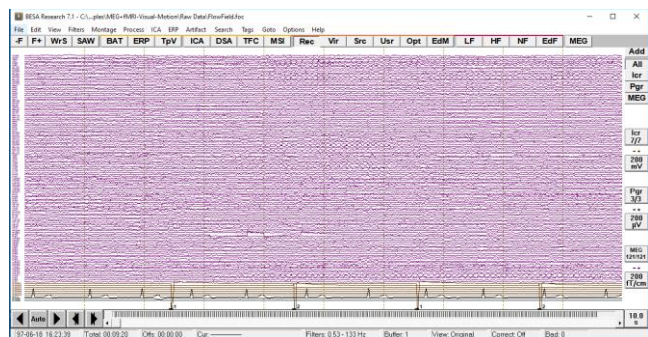 BESA Research 7.1 - C:\...ples\MEG+fMRI-Visual-Motion\Raw Data\FlowField.foc
File Edit View Filters Montage Process ICA ERP Artifact Search Tags Goto Options Help
-F F+ WrS SAW BAT ERP TpV ICA DSA TFC MSI Rec Vir Src Usr Opt EdM LF HF NF EdF MEG
Add
All
Icr
Pgr
MEG
Icr
7/7
- -
200
mV
Pgr
3/3
- -
200
µV
MEG
121/121
- -
200
fT/cm
1 2 1 2
Auto
10.0
s
97-06-18 16:23:39 Total: 00:09:20 Offs: 00:00:00 Cur: Filters: 0.53 - 133 Hz Buffer: 1 View: Original Correct: Off Bad: 0